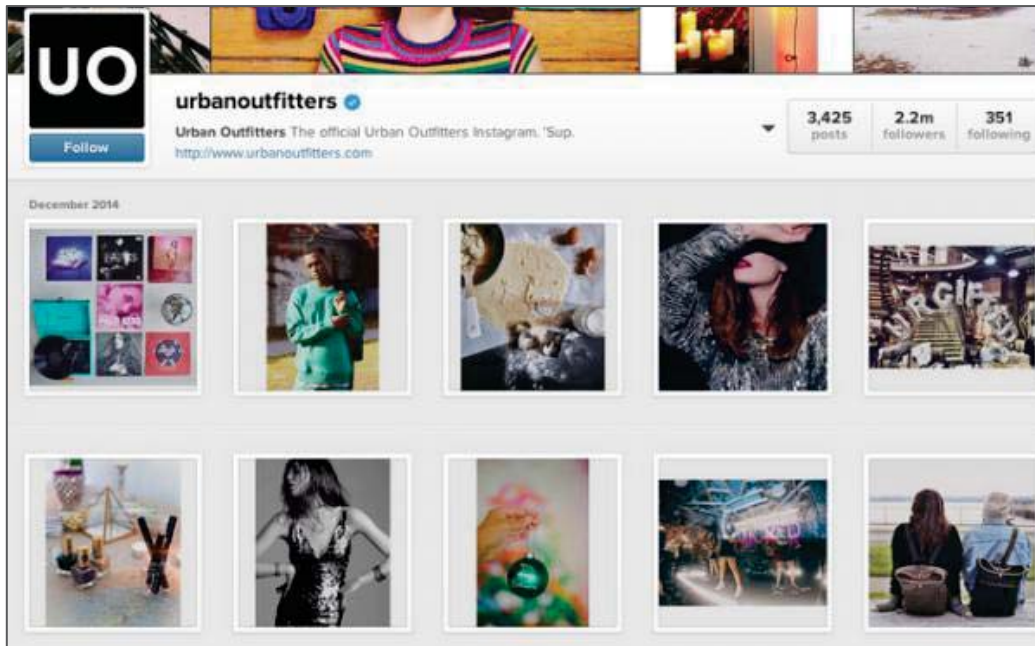 UO
urbanoutfitters
Urban Outfitters The official Urban Outfitters Instagram. 'Sup.
http://www.urbanoutfitters.com
Follow
3,425 posts
2.2m followers
351 following
December 2014